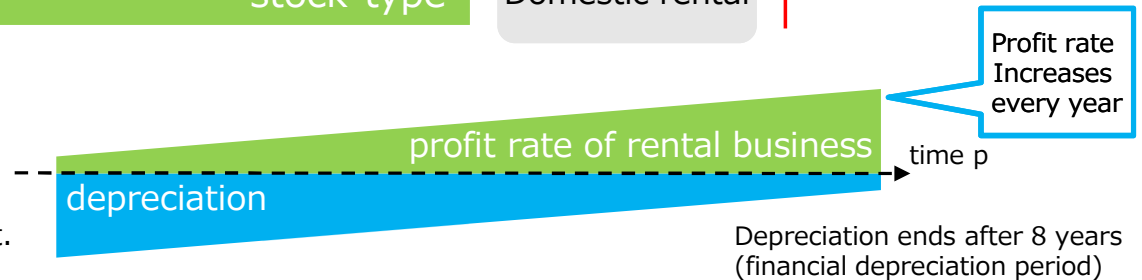 stock-type
Domestic rental
Profit rate
Increases
every year
profit rate of rental business
time p
depreciation
t.
Depreciation ends after 8 years
(financial depreciation period)